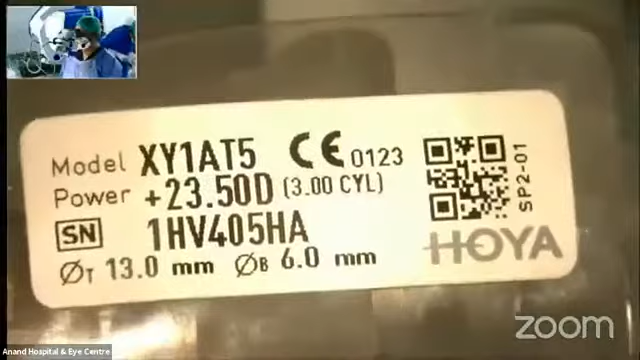 Model XY1AT5 CE 0123
Power +23.50D (3.00 CYL)
SN 1HV405HA
ØT 13.0 mm ØB 6.0 mm
SP2-01
HOYA
zoom
Anand Hospital & Eye Centre